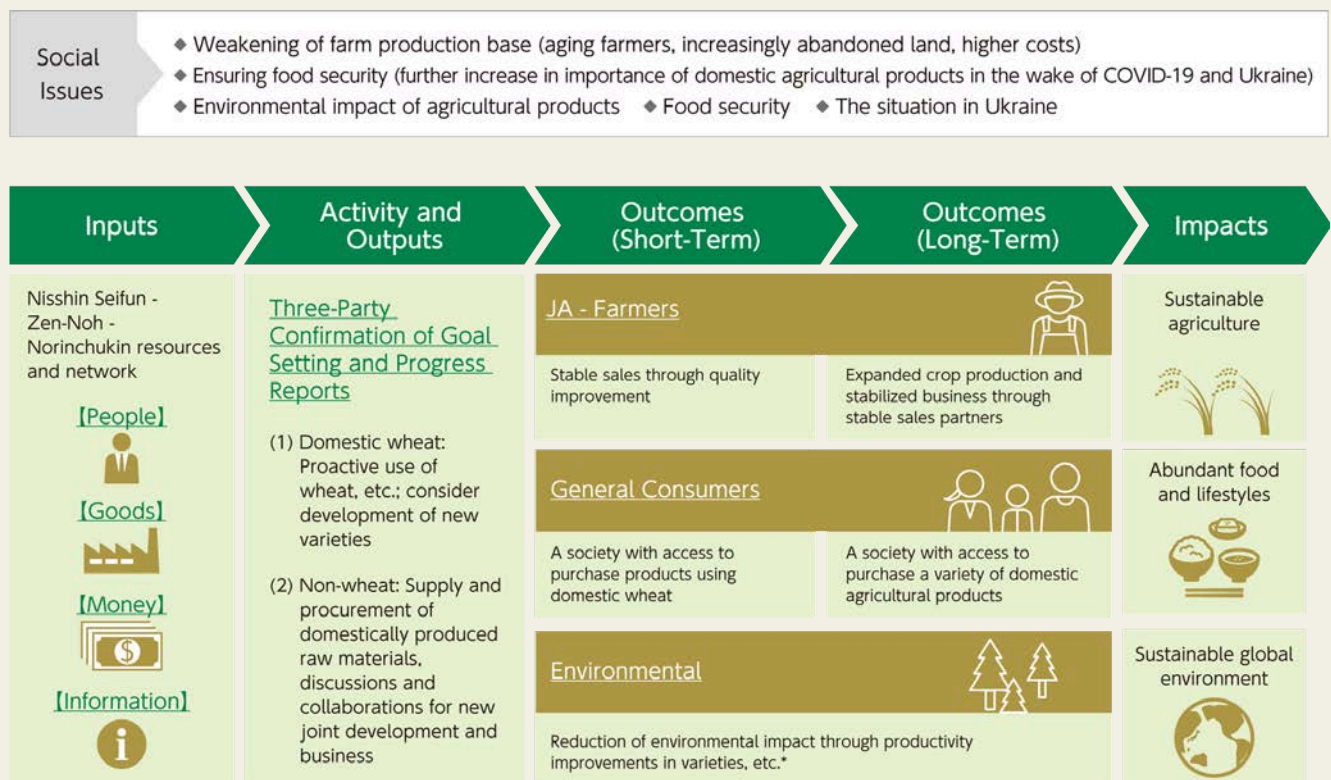 Social
Issues
◆ Weakening of farm production base (aging farmers, increasingly abandoned land, higher costs)
◆ Ensuring food security (further increase in importance of domestic agricultural products in the wake of COVID-19 and Ukraine)
◆ Environmental impact of agricultural products ◆ Food security ◆ The situation in Ukraine
Inputs
Activity and
Outputs
Outcomes
(Short-Term)
Outcomes
(Long-Term)
Impacts
Nisshin Seifun -
Zen-Noh -
Norinchukin resources
and network
【People】
【Goods】
【Money】
$
【Information】
i
Three-Party
Confirmation of Goal
Setting and Progress
Reports
(1) Domestic wheat:
Proactive use of
wheat, etc.; consider
development of new
varieties
(2) Non-wheat: Supply and
procurement of
domestically produced
raw materials,
discussions and
collaborations for new
joint development and
business
JA - Farmers
Stable sales through quality
improvement
Expanded crop production and
stabilized business through
stable sales partners
General Consumers
A society with access to
purchase products using
domestic wheat
A society with access to
purchase a variety of domestic
agricultural products
Environmental
Reduction of environmental impact through productivity
improvements in varieties, etc.*
Sustainable
agriculture
Abundant food
and lifestyles
Sustainable global
environment